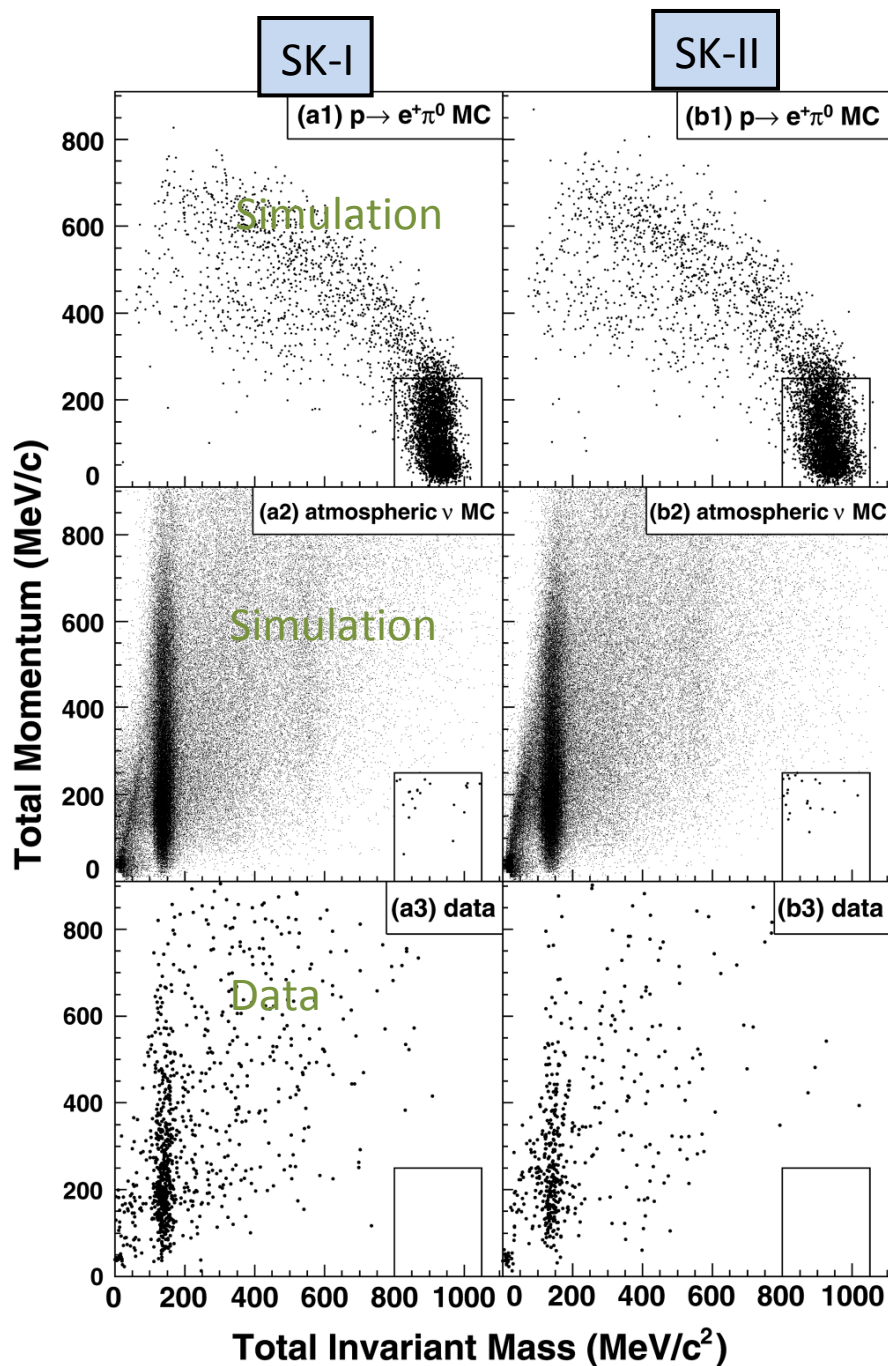 SK-I
SK-II
(a1) p→ e⁺π⁰ MC
(b1) p→ e⁺π⁰ MC
Simulation
800
600
400
200
0
(a2) atmospheric ν MC
(b2) atmospheric ν MC
Simulation
800
600
400
200
0
(a3) data
(b3) data
Data
800
600
400
200
0
0 200 400 600 800 1000
0 200 400 600 800 1000
Total Momentum (MeV/c)
Total Invariant Mass (MeV/c²)